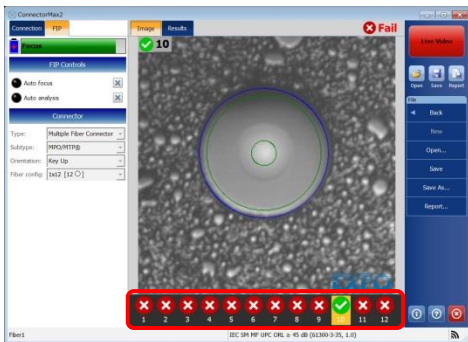 ConnectorMax2
Connection FIP
Image Results
Fail
Focus
10
Live Video
FIP Controls
Auto focus
Auto analysis
Open Save Report
Connector
File
Back
New
Open...
Save
Save As...
Report...
Type: Multiple Fiber Connector
Subtype: MPO/MTP®
Orientation: Key Up
Fiber config: 1x12 [12 O]
EXFO
1 2 3 4 5 6 7 8 9 10 11 12
Fiber1
IEC SM MF UPC ORL ≥ 45 dB (61300-3-35, 1.0)